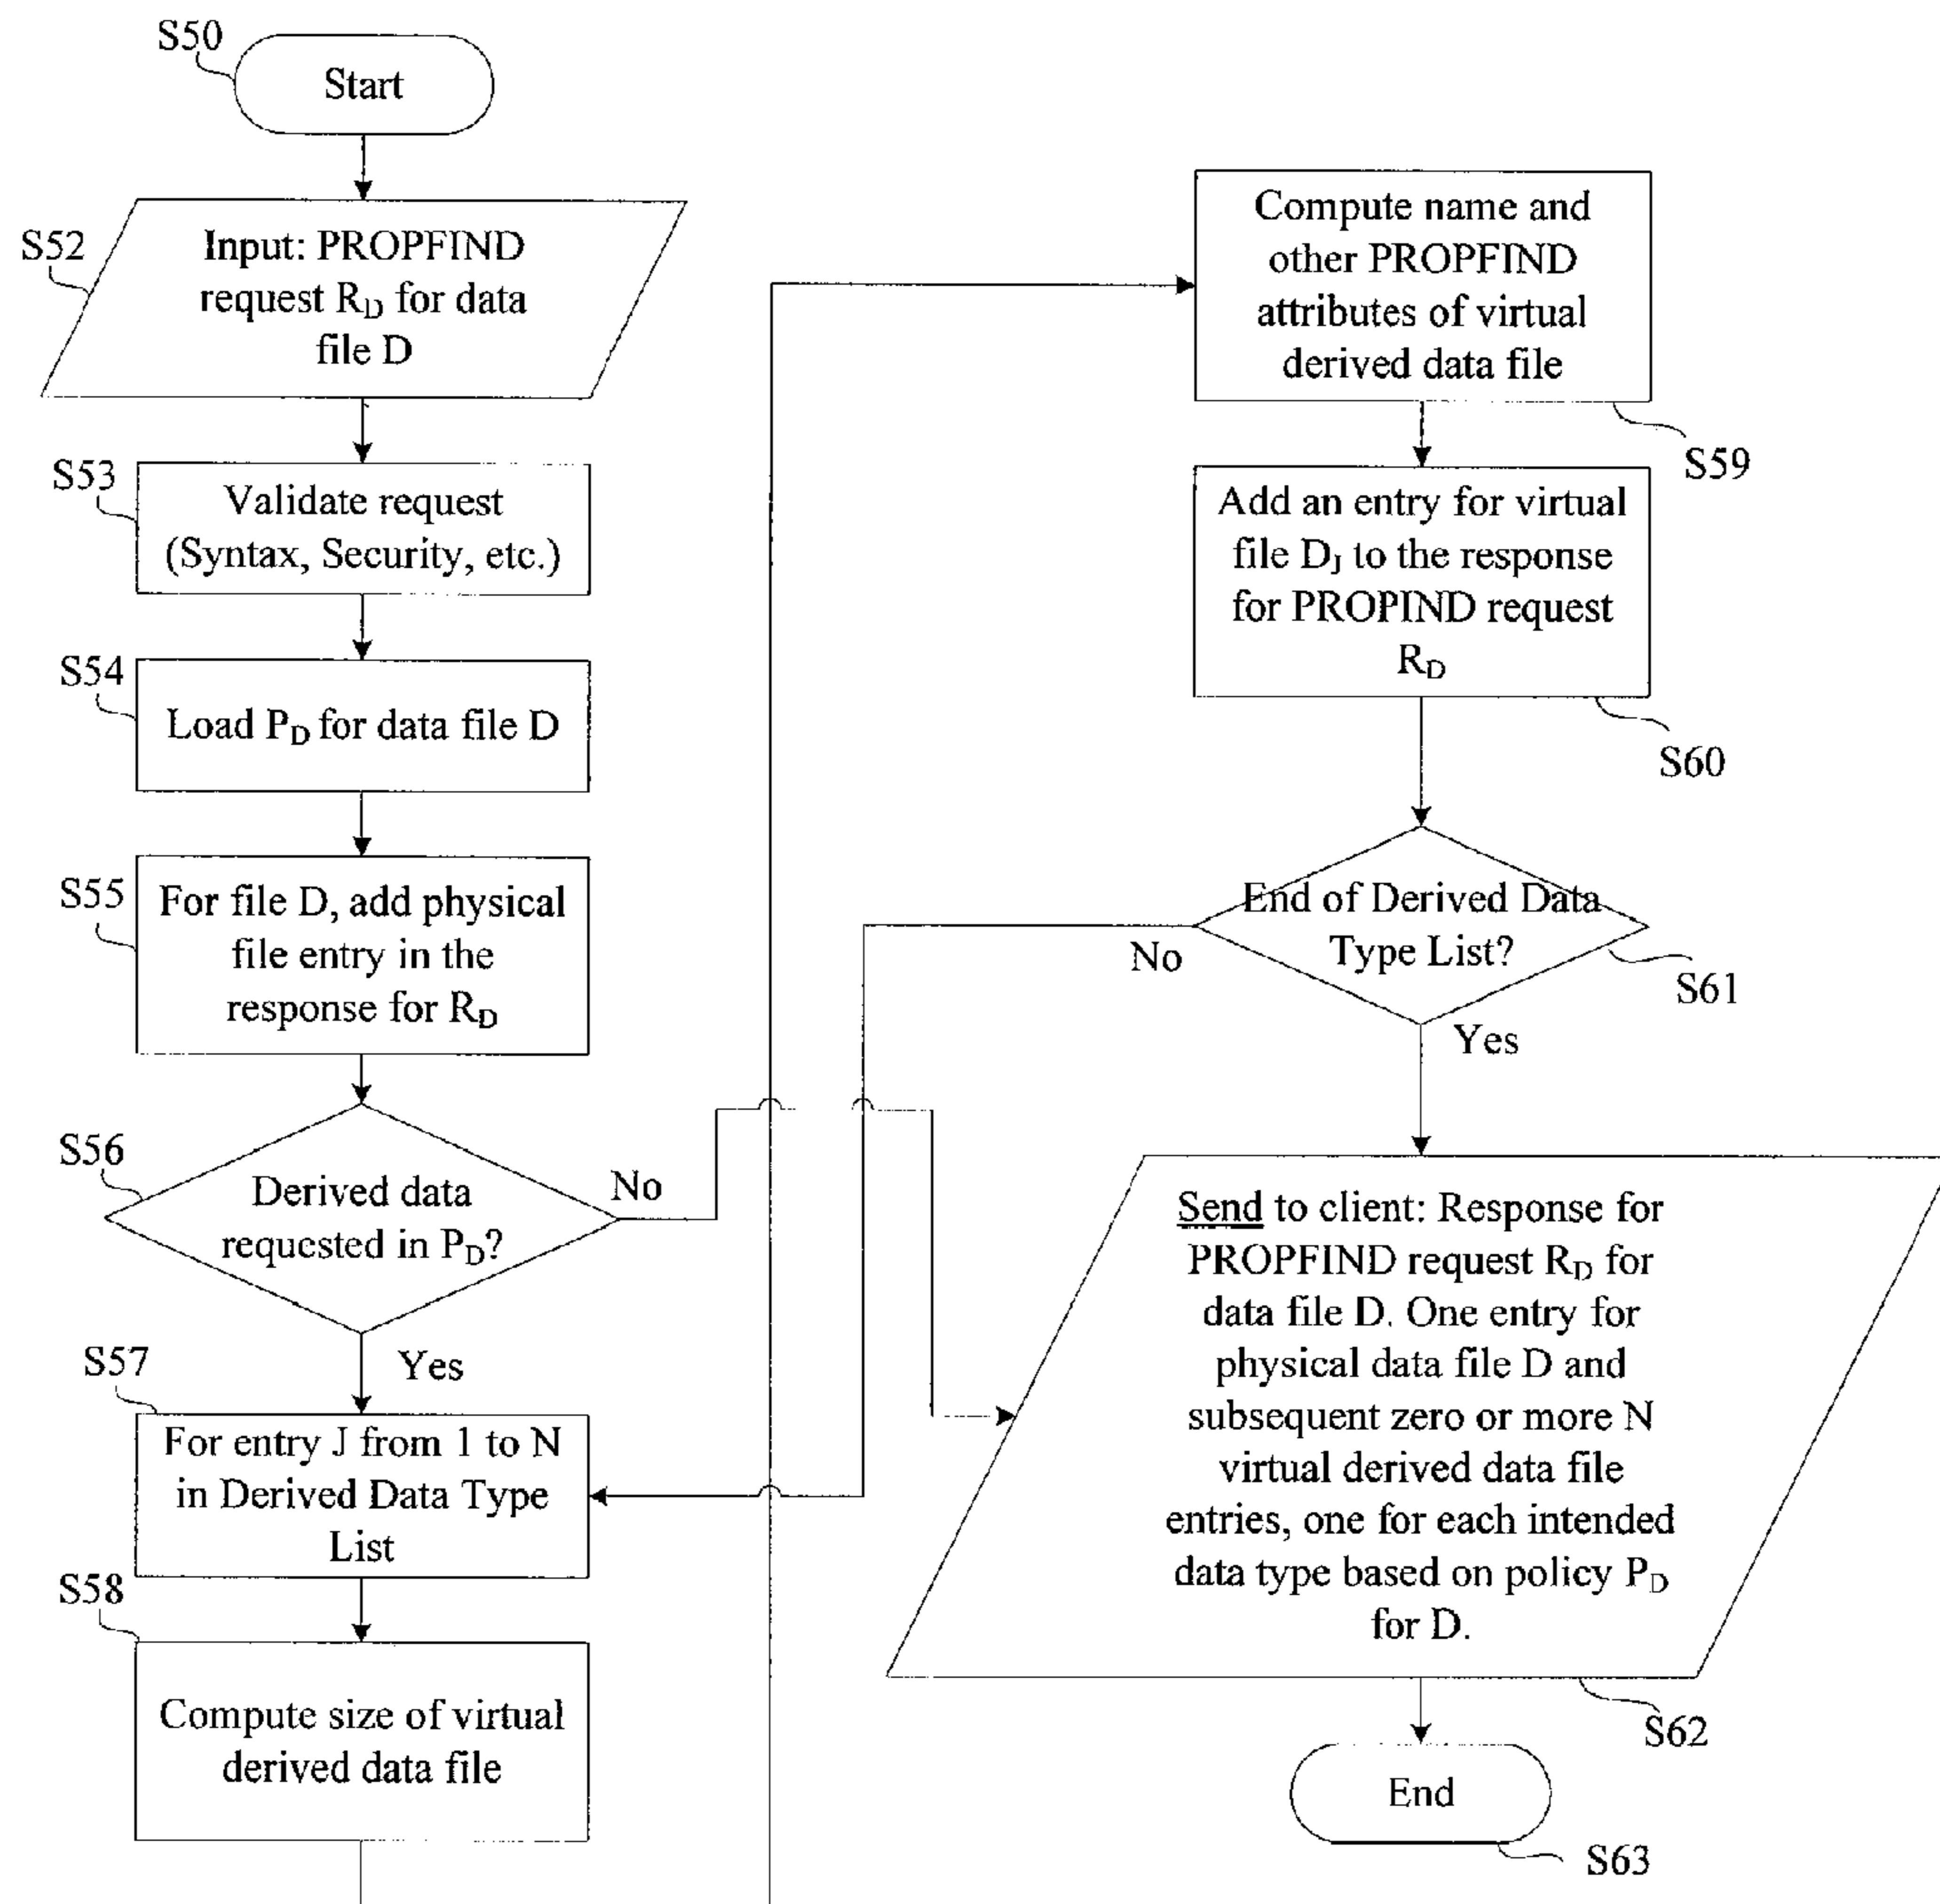 S50
Start
S52
Input: PROPFIND
request RD for data
file D
S53
Validate request
(Syntax, Security, etc.)
S54
Load PD for data file D
S55
For file D, add physical
file entry in the
response for RD
S56
Derived data
requested in PD?
No
Yes
S57
For entry J from 1 to N
in Derived Data Type
List
S58
Compute size of virtual
derived data file
Compute name and
other PROPFIND
attributes of virtual
derived data file
S59
Add an entry for virtual
file DJ to the response
for PROPIND request
RD
S60
End of Derived Data
Type List?
No
S61
Yes
Send to client: Response for
PROPFIND request RD for
data file D. One entry for
physical data file D and
subsequent zero or more N
virtual derived data file
entries, one for each intended
data type based on policy PD
for D.
S62
End
S63